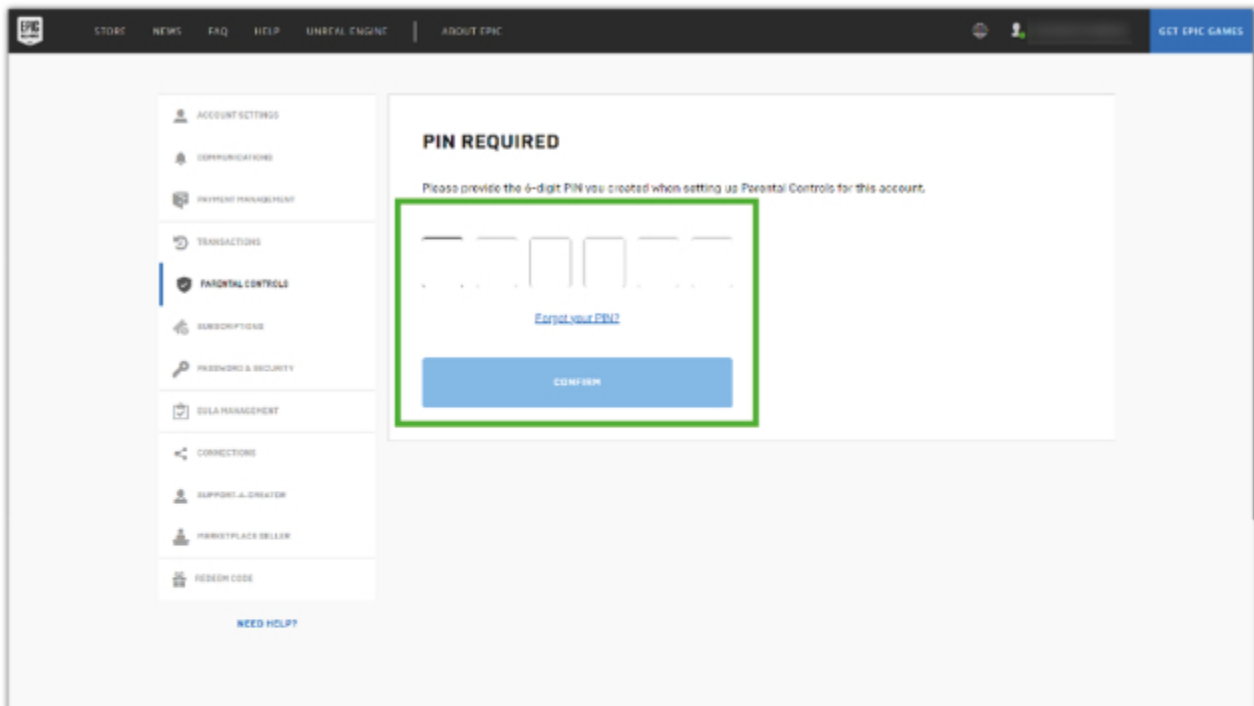 EPIC
STORE NEWS FAQ HELP UNREAL ENGINE ABOUT EPIC GET EPIC GAMES
ACCOUNT SETTINGS
COMMUNICATIONS
PAYMENT MANAGEMENT
TRANSACTIONS
PARENTAL CONTROLS
SUBSCRIPTIONS
PASSWORD & SECURITY
EULA MANAGEMENT
CONNECTIONS
SUPPORT-A-CREATOR
MARKETPLACE SELLER
REDEEM CODE
NEED HELP?
PIN REQUIRED
Please provide the 6-digit PIN you created when setting up Parental Controls for this account.
Forgot your PIN?
CONFIRM